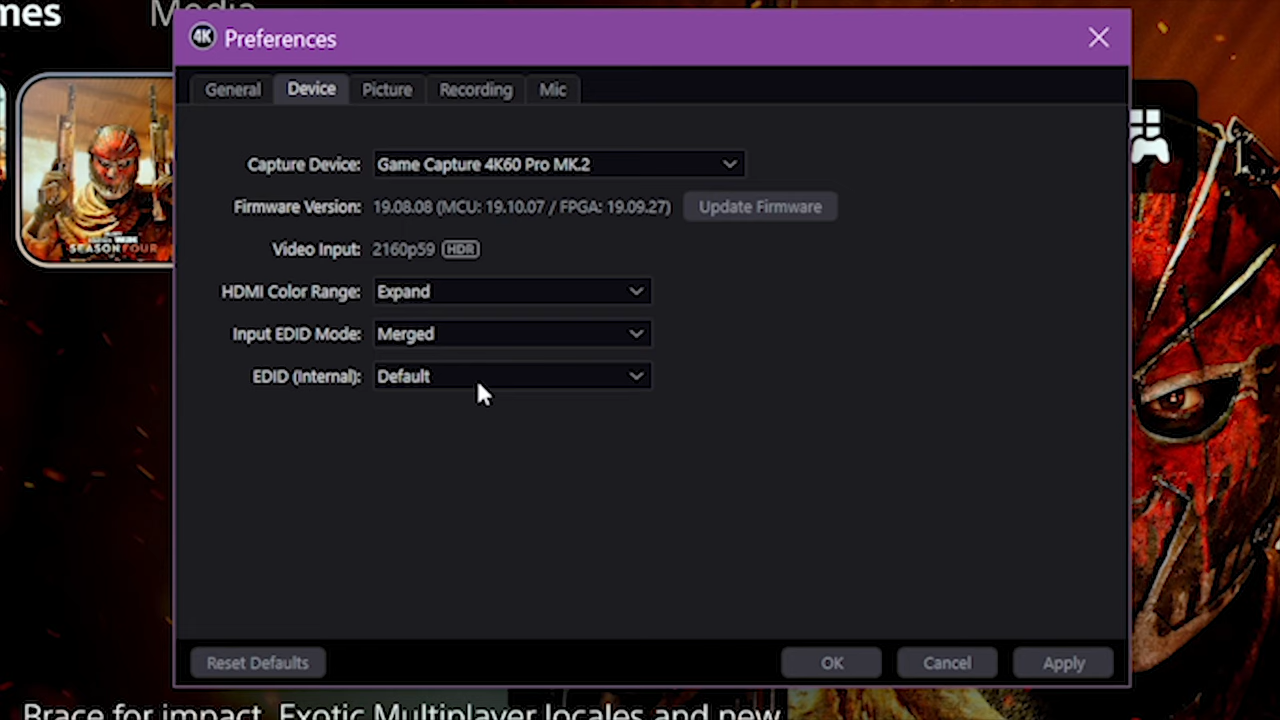 mes Media
4K Preferences
General Device Picture Recording Mic
Capture Device: Game Capture 4K60 Pro MK.2
Firmware Version: 19.08.08 (MCU: 19.10.07 / FPGA: 19.09.27) Update Firmware
Video Input: 2160p59 HDR
HDMI Color Range: Expand
Input EDID Mode: Merged
EDID (Internal): Default
SEASON FOUR
Reset Defaults OK Cancel Apply
Brace for impact. Exotic Multiplayer locales and new